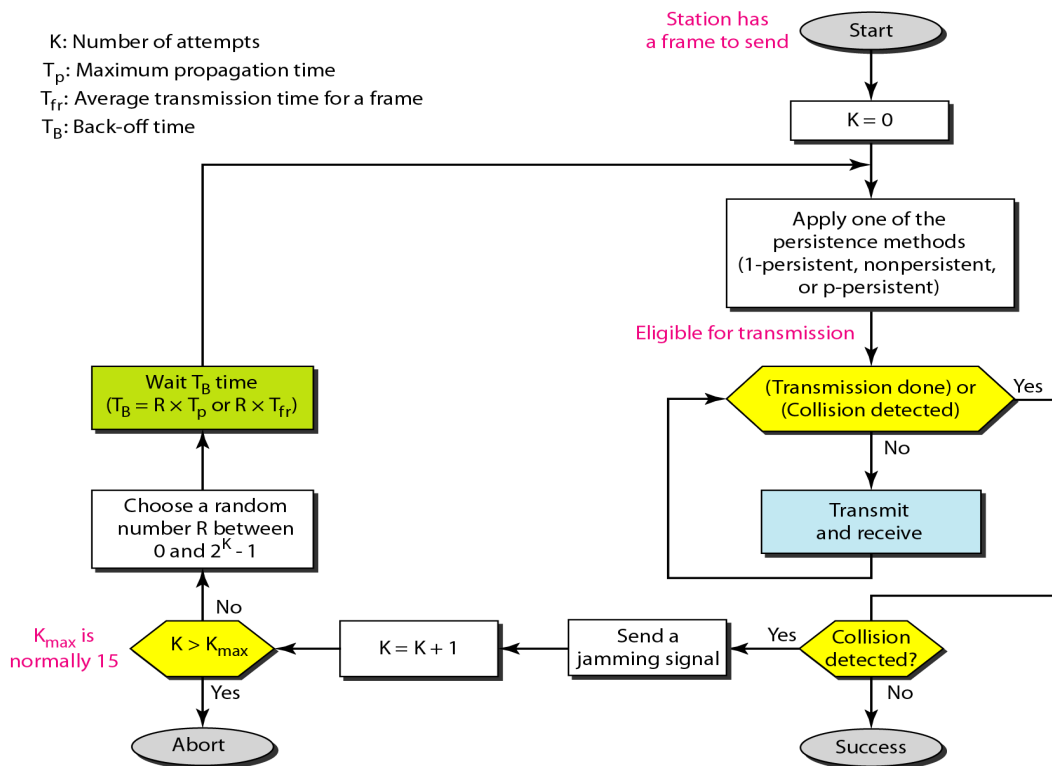 K: Number of attempts
Tp: Maximum propagation time
Tfr: Average transmission time for a frame
TB: Back-off time
Station has
a frame to send
Start
K = 0
Apply one of the
persistence methods
(1-persistent, nonpersistent,
or p-persistent)
Eligible for transmission
(Transmission done) or
(Collision detected)
Yes
No
Transmit
and receive
Wait TB time
(TB = R × Tp or R × Tfr)
Choose a random
number R between
0 and 2^K - 1
No
Kmax is
normally 15
K > Kmax
Yes
Abort
K = K + 1
Send a
jamming signal
Yes
Collision
detected?
No
Success